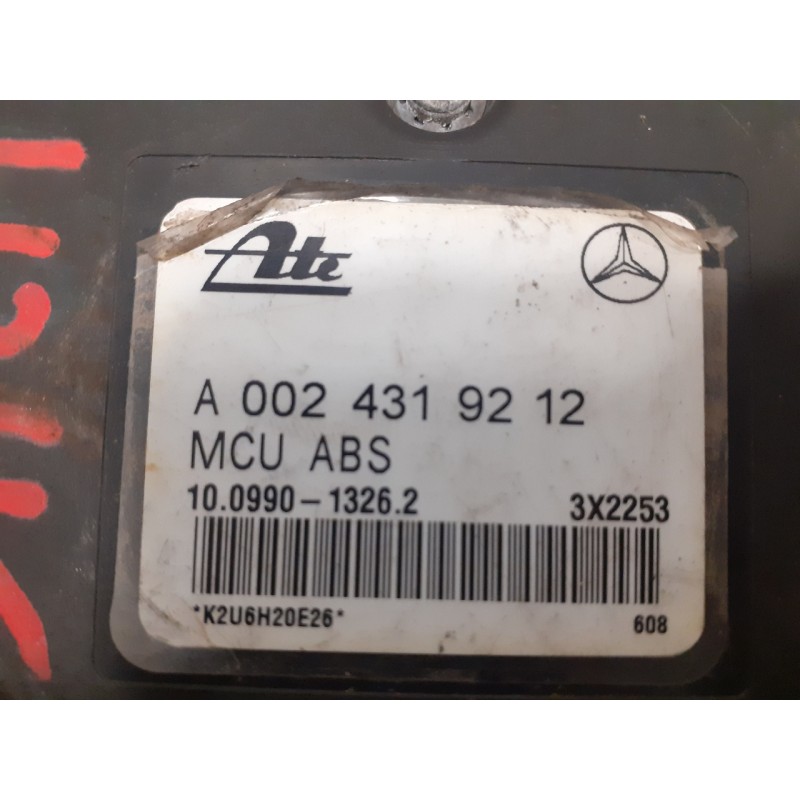 Ate
A 002 431 92 12
MCU ABS
10.0990-1326.2 3X2253
*K2U6H20E26* 608